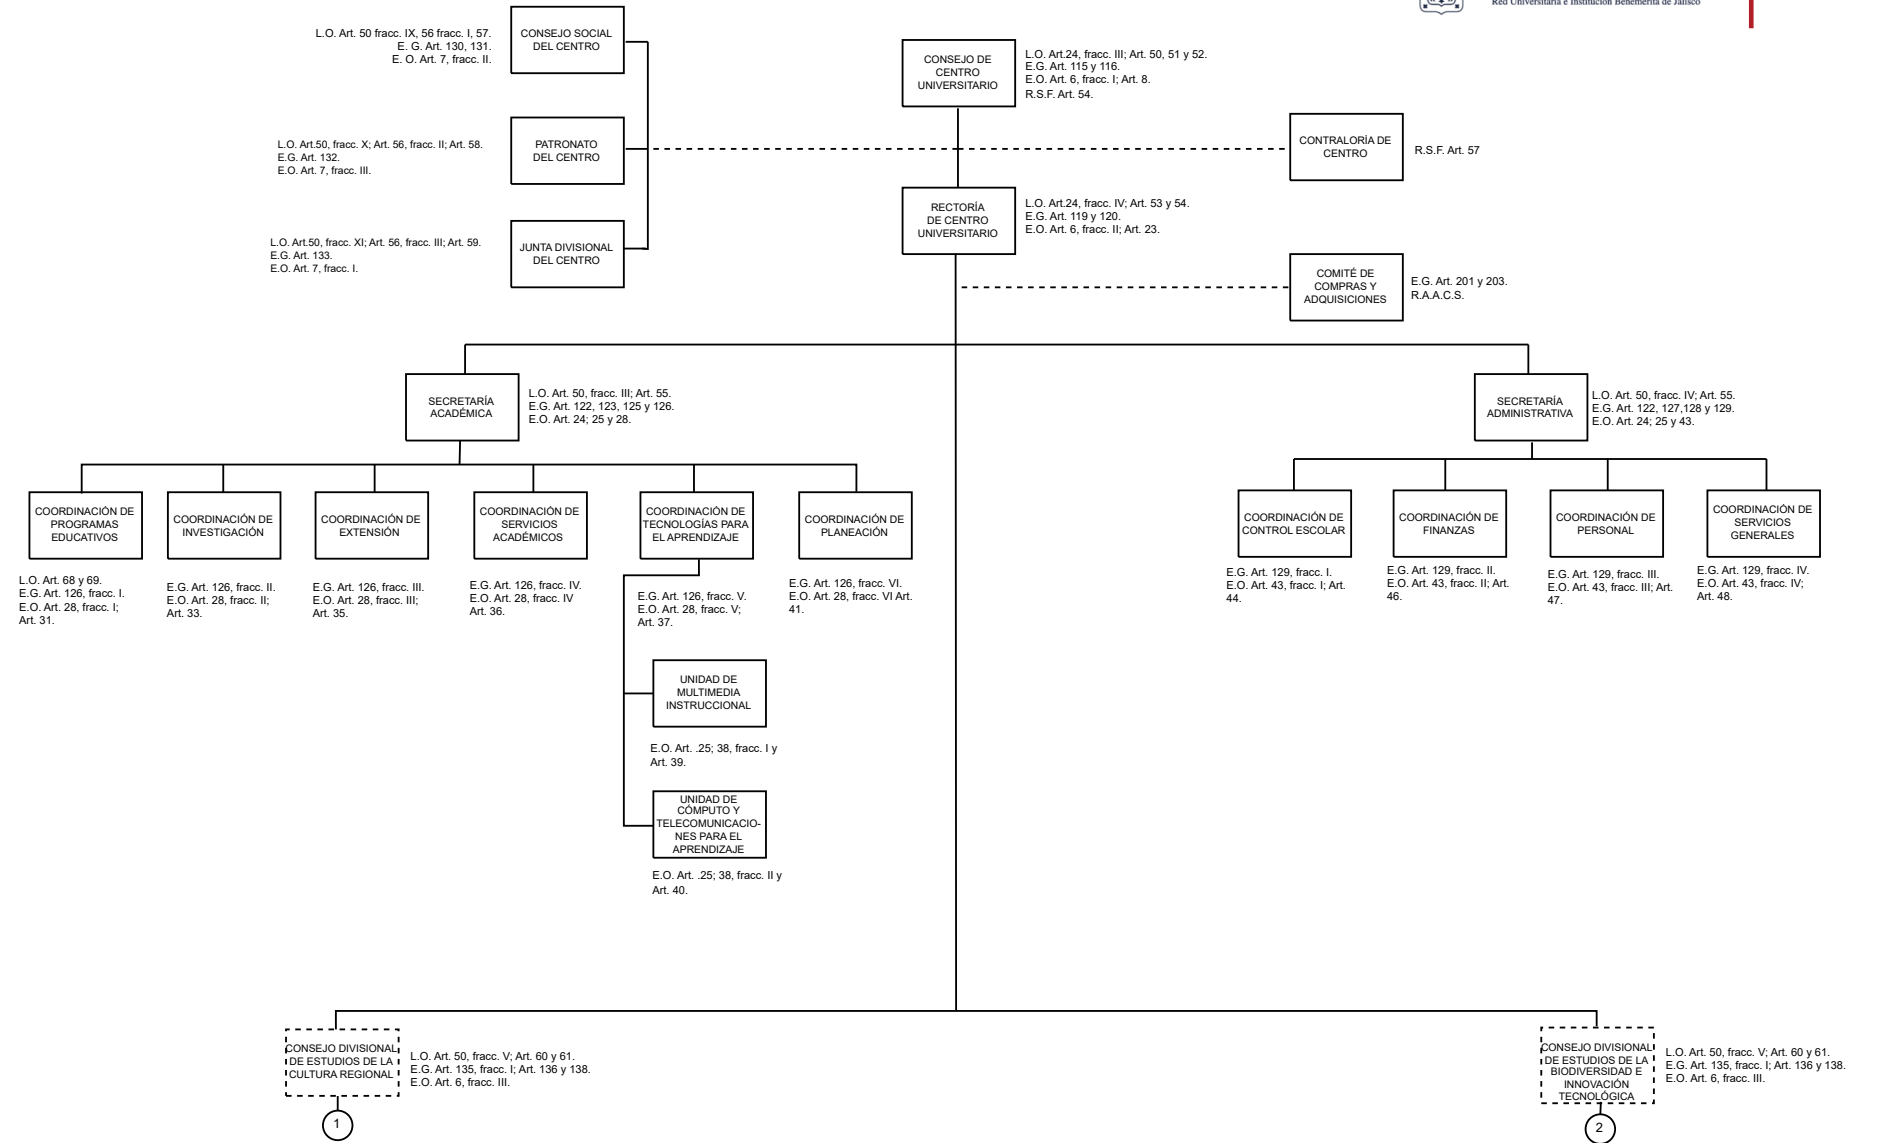 Red Universitaria e Institución Benemérita de Jalisco
L.O. Art. 50 fracc. IX, 56 fracc. I, 57.
E. G. Art. 130, 131.
E. O. Art. 7, fracc. II.
CONSEJO SOCIAL
DEL CENTRO
CONSEJO DE
CENTRO
UNIVERSITARIO
L.O. Art.24, fracc. III; Art. 50, 51 y 52.
E.G. Art. 115 y 116.
E.O. Art. 6, fracc. I; Art. 8.
R.S.F. Art. 54.
L.O. Art.50, fracc. X; Art. 56, fracc. II; Art. 58.
E.G. Art. 132.
E.O. Art. 7, fracc. III.
PATRONATO
DEL CENTRO
CONTRALORÍA DE
CENTRO
R.S.F. Art. 57
RECTORÍA
DE CENTRO
UNIVERSITARIO
L.O. Art.24, fracc. IV; Art. 53 y 54.
E.G. Art. 119 y 120.
E.O. Art. 6, fracc. II; Art. 23.
L.O. Art.50, fracc. XI; Art. 56, fracc. III; Art. 59.
E.G. Art. 133.
E.O. Art. 7, fracc. I.
JUNTA DIVISIONAL
DEL CENTRO
COMITÉ DE
COMPRAS Y
ADQUISICIONES
E.G. Art. 201 y 203.
R.A.A.C.S.
SECRETARÍA
ACADÉMICA
L.O. Art. 50, fracc. III; Art. 55.
E.G. Art. 122, 123, 125 y 126.
E.O. Art. 24; 25 y 28.
SECRETARÍA
ADMINISTRATIVA
L.O. Art. 50, fracc. IV; Art. 55.
E.G. Art. 122, 127,128 y 129.
E.O. Art. 24; 25 y 43.
COORDINACIÓN DE
PROGRAMAS
EDUCATIVOS
L.O. Art. 68 y 69.
E.G. Art. 126, fracc. I.
E.O. Art. 28, fracc. I;
Art. 31.
COORDINACIÓN DE
INVESTIGACIÓN
E.G. Art. 126, fracc. II.
E.O. Art. 28, fracc. II;
Art. 33.
COORDINACIÓN DE
EXTENSIÓN
E.G. Art. 126, fracc. III.
E.O. Art. 28, fracc. III;
Art. 35.
COORDINACIÓN DE
SERVICIOS
ACADÉMICOS
E.G. Art. 126, fracc. IV.
E.O. Art. 28, fracc. IV
Art. 36.
COORDINACIÓN DE
TECNOLOGÍAS PARA
EL APRENDIZAJE
E.G. Art. 126, fracc. V.
E.O. Art. 28, fracc. V;
Art. 37.
COORDINACIÓN DE
PLANEACIÓN
E.G. Art. 126, fracc. VI.
E.O. Art. 28, fracc. VI Art.
41.
COORDINACIÓN DE
CONTROL ESCOLAR
E.G. Art. 129, fracc. I.
E.O. Art. 43, fracc. I; Art.
44.
COORDINACIÓN DE
FINANZAS
E.G. Art. 129, fracc. II.
E.O. Art. 43, fracc. II; Art.
46.
COORDINACIÓN DE
PERSONAL
E.G. Art. 129, fracc. III.
E.O. Art. 43, fracc. III; Art.
47.
COORDINACIÓN DE
SERVICIOS
GENERALES
E.G. Art. 129, fracc. IV.
E.O. Art. 43, fracc. IV;
Art. 48.
UNIDAD DE
MULTIMEDIA
INSTRUCCIONAL
E.O. Art. .25; 38, fracc. I y
Art. 39.
UNIDAD DE
CÓMPUTO Y
TELECOMUNICACIO-
NES PARA EL
APRENDIZAJE
E.O. Art. .25; 38, fracc. II y
Art. 40.
CONSEJO DIVISIONAL
DE ESTUDIOS DE LA
CULTURA REGIONAL
L.O. Art. 50, fracc. V; Art. 60 y 61.
E.G. Art. 135, fracc. I; Art. 136 y 138.
E.O. Art. 6, fracc. III.
1
CONSEJO DIVISIONAL
DE ESTUDIOS DE LA
BIODIVERSIDAD E
INNOVACIÓN
TECNOLÓGICA
L.O. Art. 50, fracc. V; Art. 60 y 61.
E.G. Art. 135, fracc. I; Art. 136 y 138.
E.O. Art. 6, fracc. III.
2